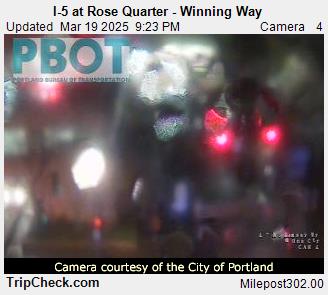 I-5 at Rose Quarter - Winning Way
Updated Mar 19 2025 9:23 PM Camera 4
PBOT
PORTLAND BUREAU OF TRANSPORTATION
Camera courtesy of the City of Portland
TripCheck.com Milepost302.00